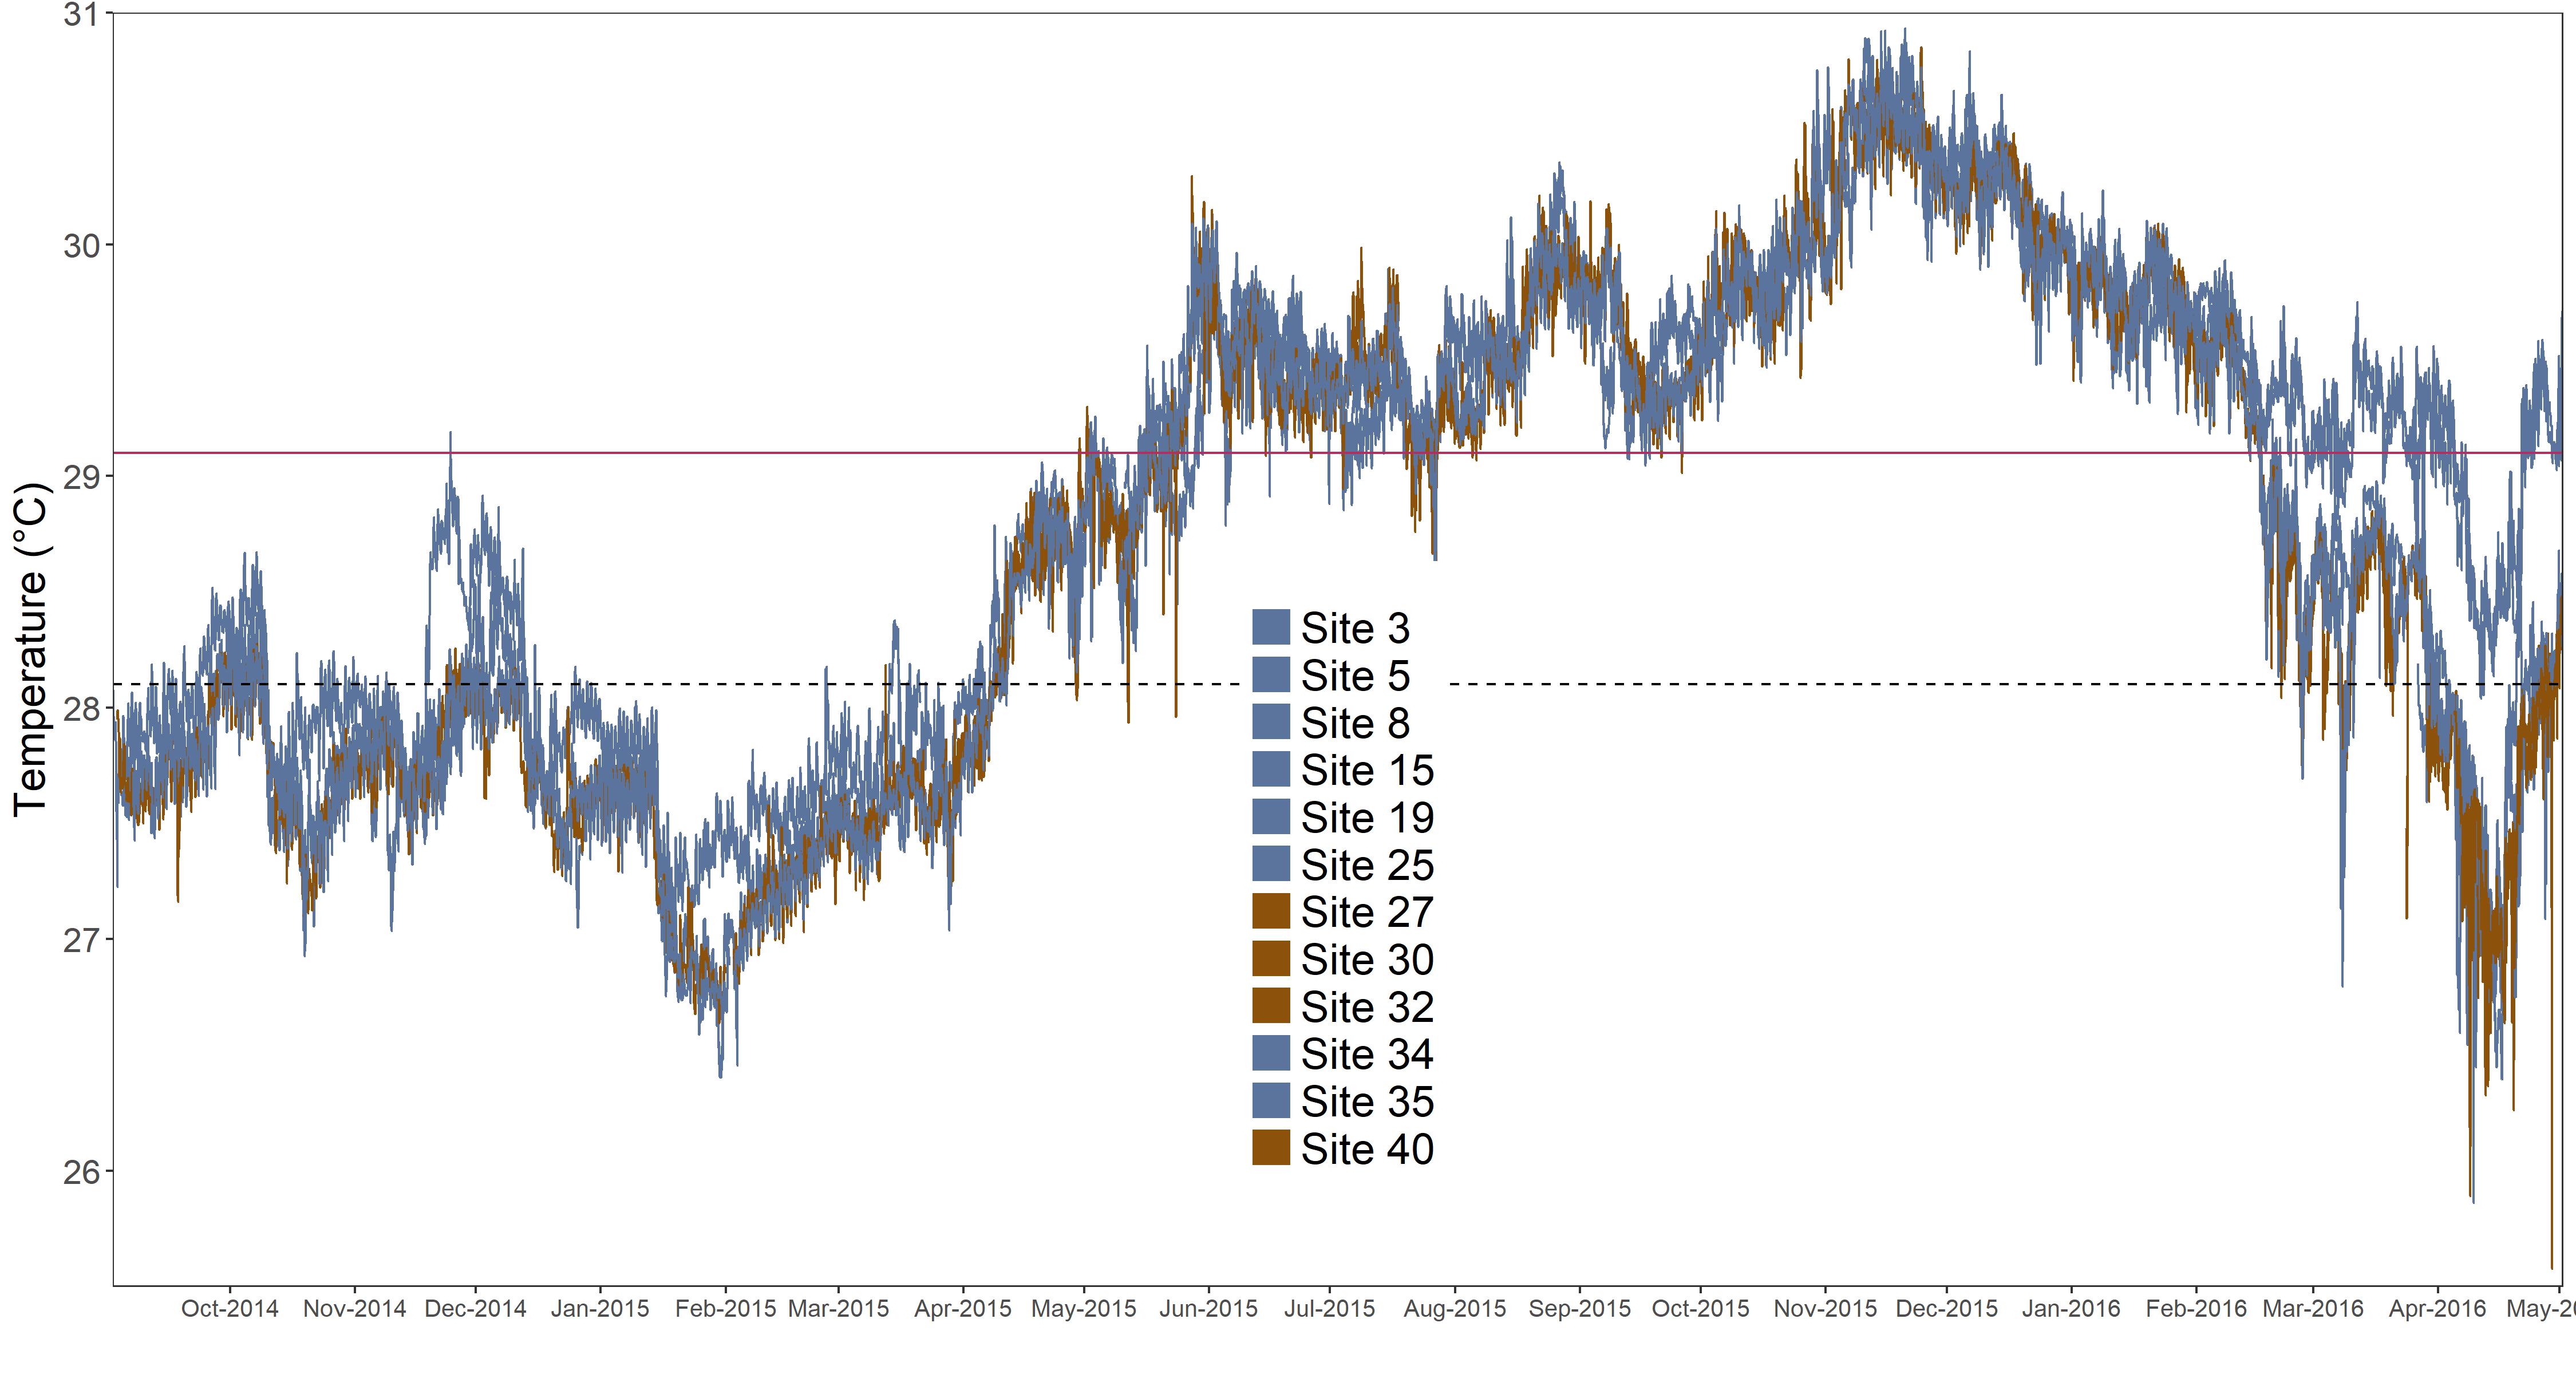 31
30
29
28
27
26
Temperature (°C)
Site 3
Site 5
Site 8
Site 15
Site 19
Site 25
Site 27
Site 30
Site 32
Site 34
Site 35
Site 40
Oct-2014 Nov-2014 Dec-2014 Jan-2015 Feb-2015 Mar-2015 Apr-2015 May-2015 Jun-2015 Jul-2015 Aug-2015 Sep-2015 Oct-2015 Nov-2015 Dec-2015 Jan-2016 Feb-2016 Mar-2016 Apr-2016